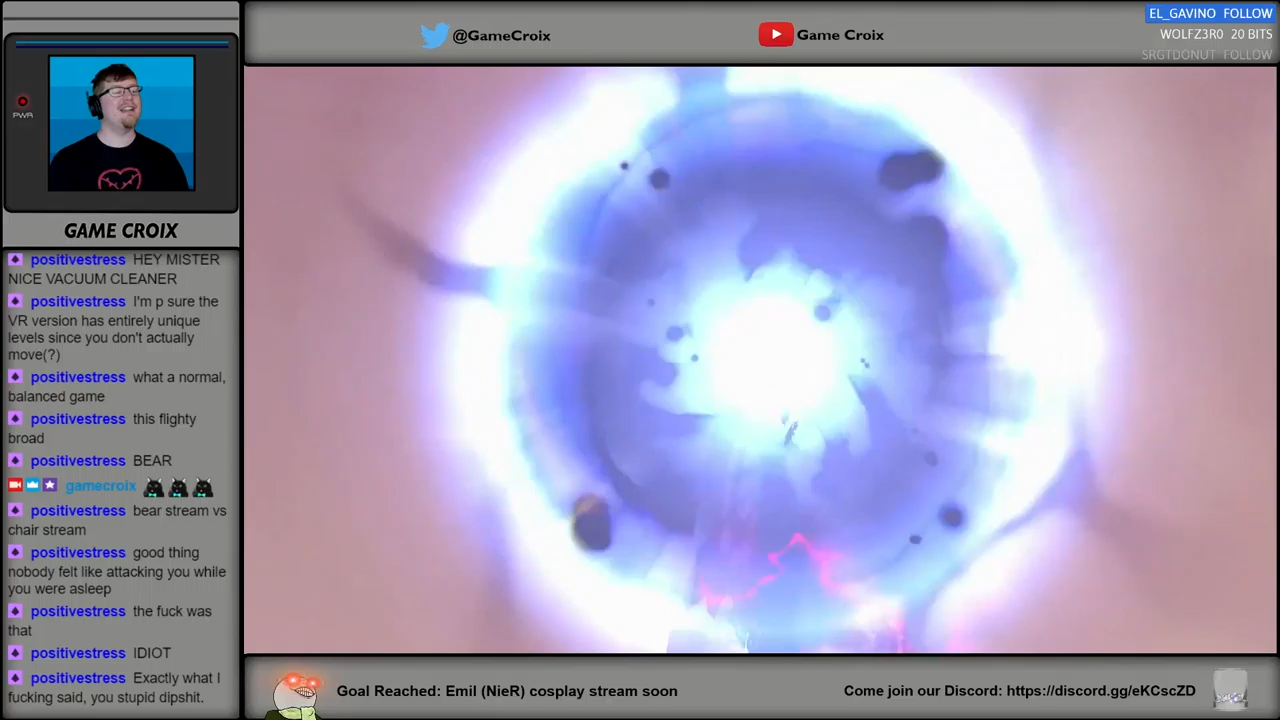 @GameCroix
Game Croix
EL_GAVINO FOLLOW
WOLFZ3R0 20 BITS
SRGTDONUT FOLLOW
PWR
GAME CROIX
positivestress HEY MISTER
NICE VACUUM CLEANER
positivestress I'm p sure the
VR version has entirely unique
levels since you don't actually
move(?)
positivestress what a normal,
balanced game
positivestress this flighty
broad
positivestress BEAR
gamecroix
positivestress bear stream vs
chair stream
positivestress good thing
nobody felt like attacking you while
you were asleep
positivestress the fuck was
that
positivestress IDIOT
positivestress Exactly what I
fucking said, you stupid dipshit.
Goal Reached: Emil (NieR) cosplay stream soon
Come join our Discord: https://discord.gg/eKCscZD